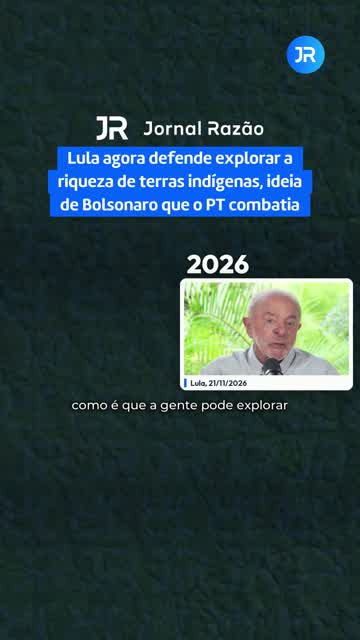 JR
JR Jornal Razão
Lula agora defende explorar a
riqueza de terras indígenas, ideia
de Bolsonaro que o PT combatia
2026
Lula, 21/11/2026
como é que a gente pode explorar